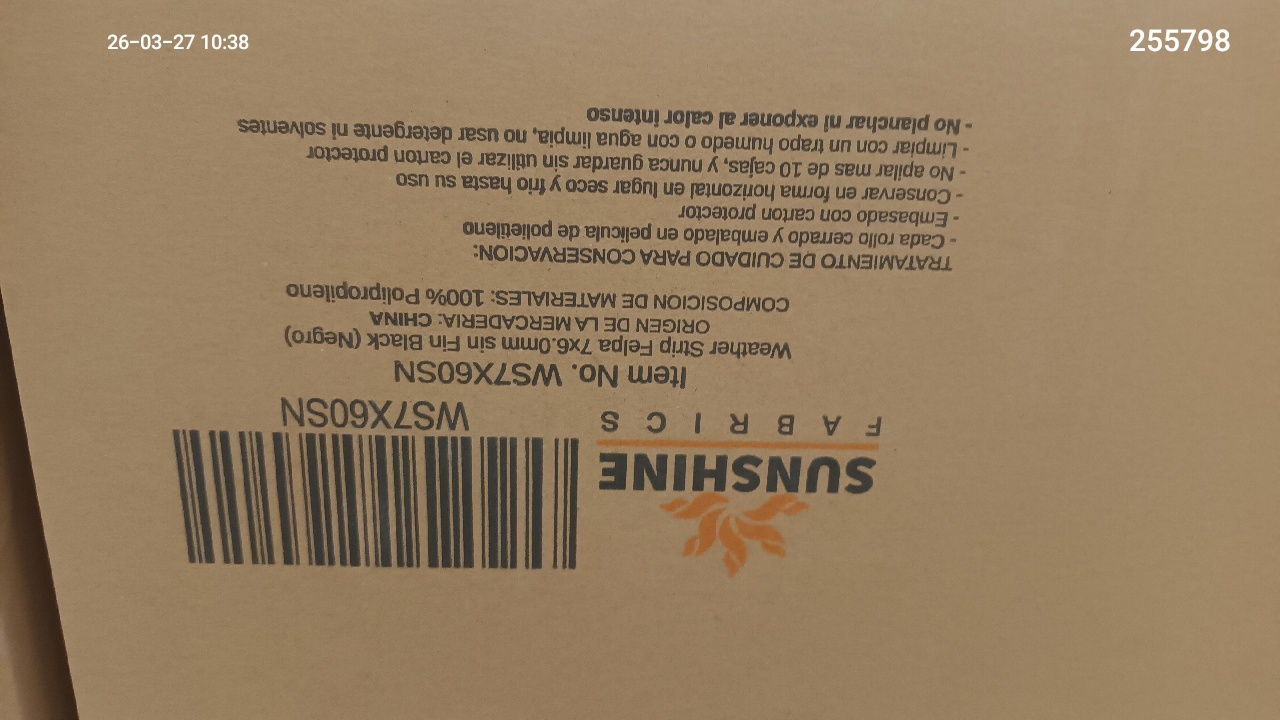 26-03-27 10:38
255798
SUNSHINE
FABRICS
WS7X60SN
Item No. WS7X60SN
Weather Strip Felpa 7x6.0mm sin Fin Black (Negro)
ORIGEN DE LA MERCADERIA: CHINA
COMPOSICION DE MATERIALES: 100% Polipropileno
TRATAMIENTO DE CUIDADO PARA CONSERVACION:
- Cada rollo cerrado y embalado en pelicula de polietileno
- Embasado con carton protector
- Conservar en forma horizontal en lugar seco y frio hasta su uso
- No apilar mas de 10 cajas, y nunca guardar sin utilizar el carton protector
- Limpiar con un trapo humedo o con agua limpia, no usar detergente ni solventes
- No planchar ni exponer al calor intenso